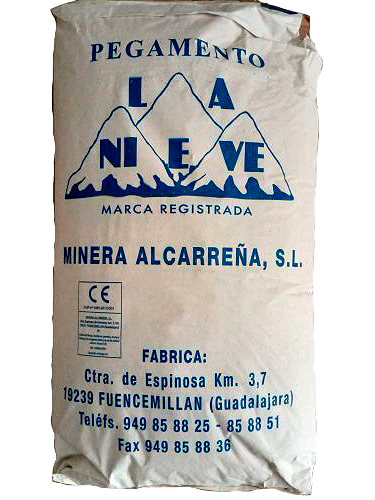 PEGAMENTO
LA
NIEVE
MARCA REGISTRADA
MINERA ALCARREÑA, S.L.
CE
FABRICA:
Ctra. de Espinosa Km. 3,7
19239 FUENCEMILLAN (Guadalajara)
Teléfs. 949 85 88 25 - 85 88 51
Fax 949 85 88 36